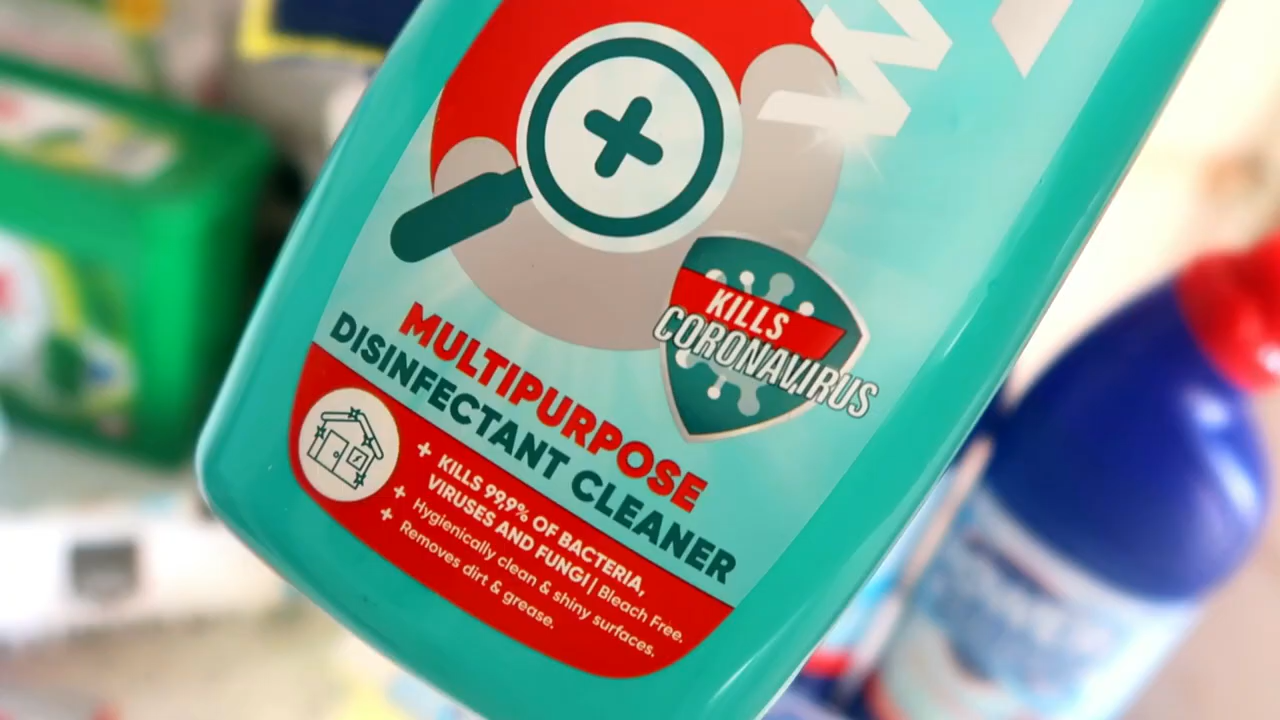 KILLS
CORONAVIRUS
MULTIPURPOSE
DISINFECTANT CLEANER
KILLS 99,9% OF BACTERIA,
VIRUSES AND FUNGI | Bleach Free.
Hygienically clean & shiny surfaces.
Removes dirt & grease.